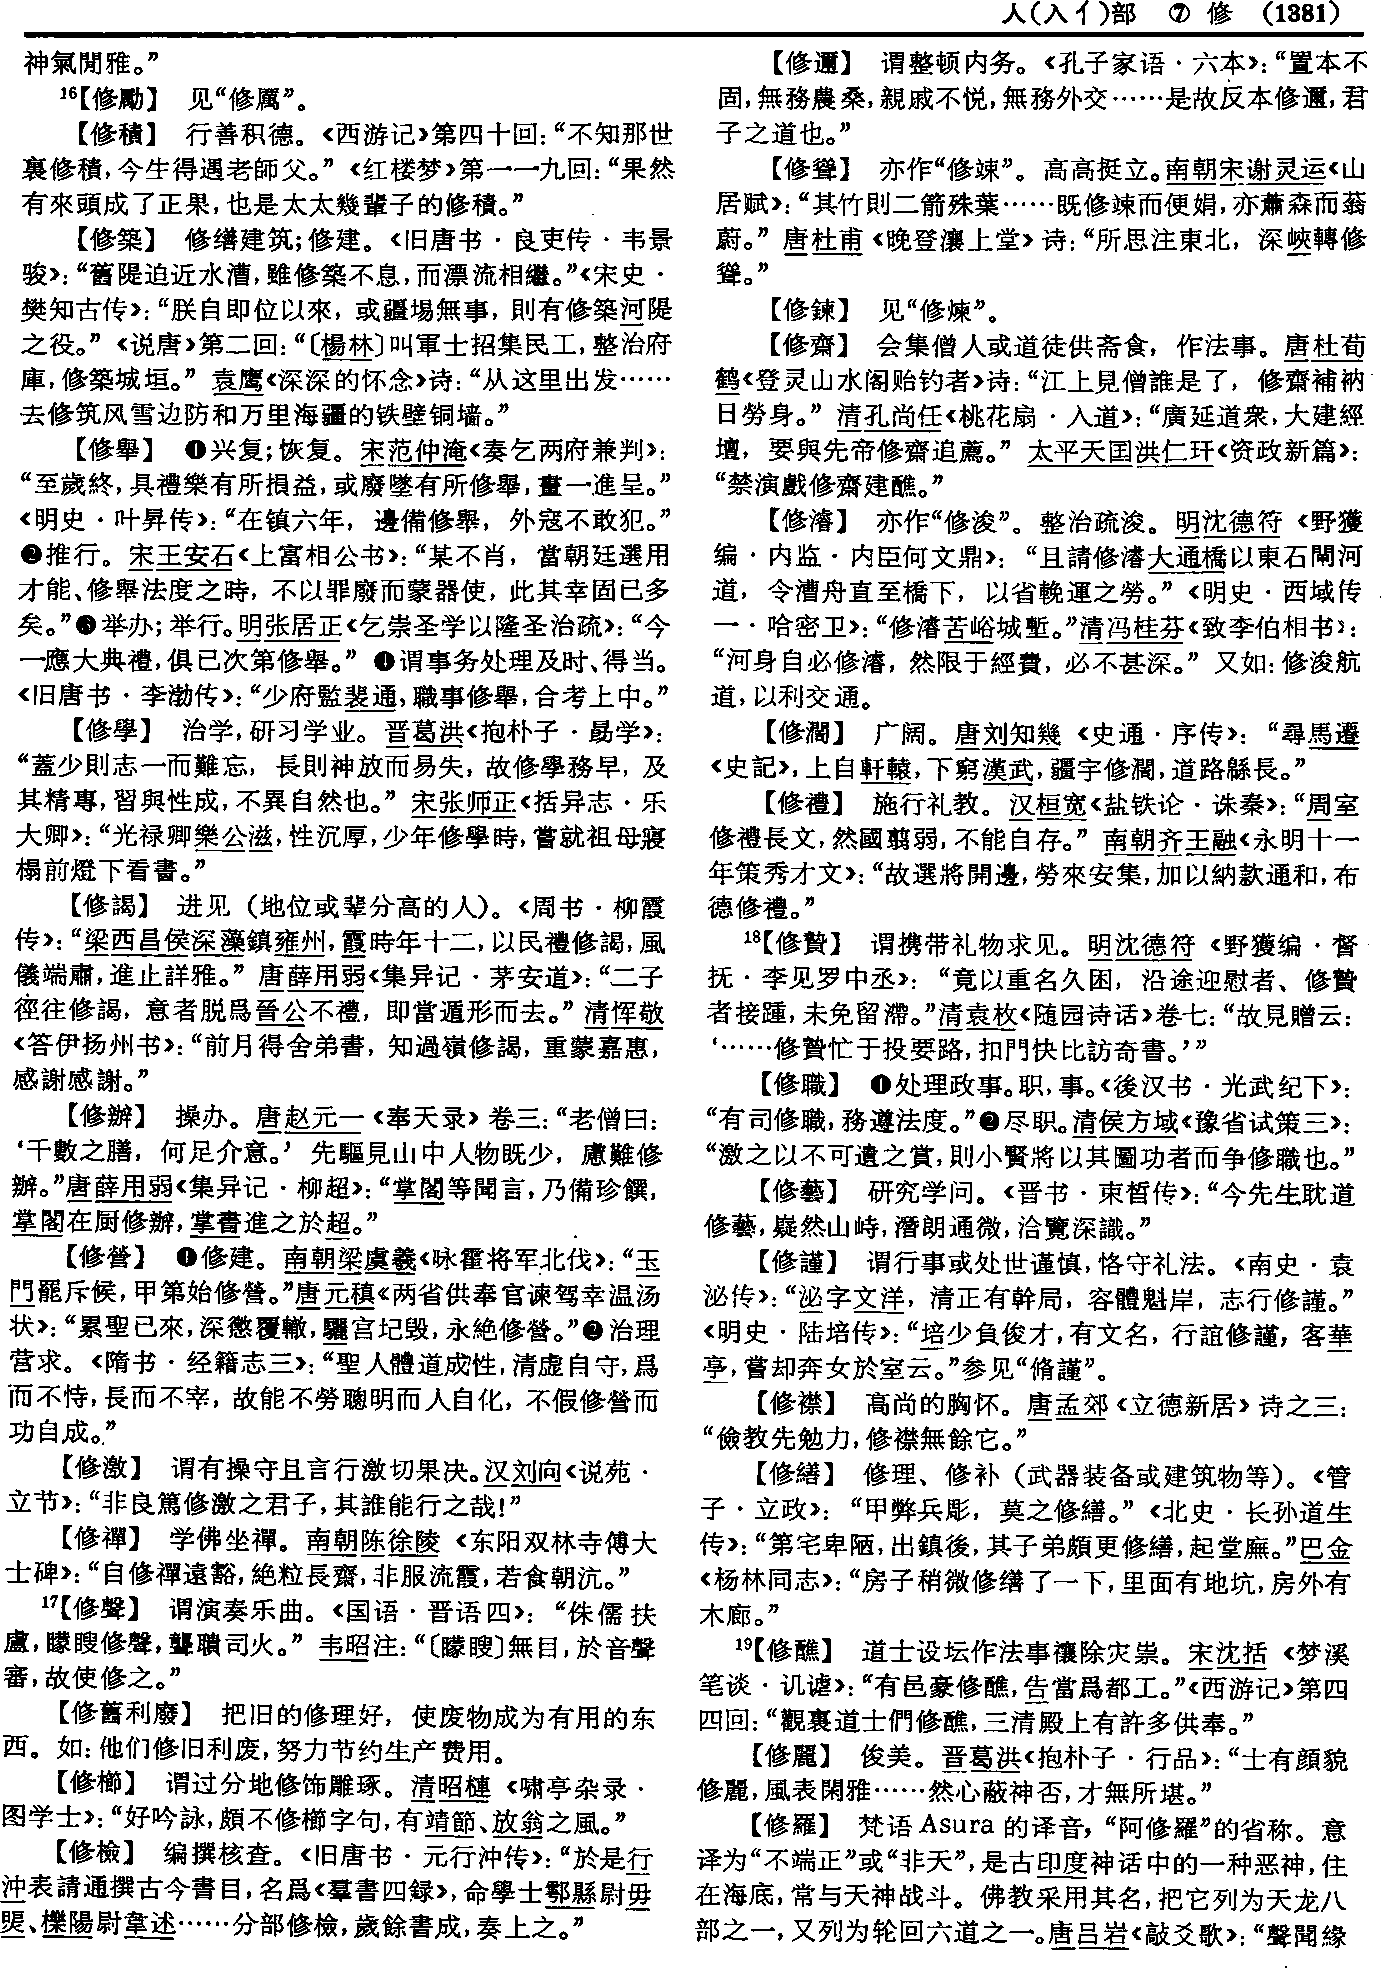 人(入亻)部 ⑦ 修 (1381)
神氣閒雅。”
16【修勵】 见“修厲”。
【修積】 行善积德。《西游记》第四十回：“不知那世
裏修積，今生得遇老師父。”《红楼梦》第一一九回：“果然
有來頭成了正果，也是太太幾輩子的修積。”
【修築】 修缮建筑；修建。《旧唐书·良吏传·韦景
骏》：“舊隄迫近水漕，雖修築不息，而漂流相繼。”《宋史·
樊知古传》：“朕自即位以來，或疆埸無事，則有修築河隄
之役。”《说唐》第二回：“〔楊林〕叫軍士招集民工，整治府
庫，修築城垣。”袁鹰《深深的怀念》诗：“从这里出发……
去修筑风雪边防和万里海疆的铁壁铜墙。”
【修舉】 ❶兴复；恢复。宋范仲淹《奏乞两府兼判》：
“至歲終，具禮樂有所損益，或廢墜有所修舉，畫一進呈。”
《明史·叶昇传》：“在镇六年，邊備修舉，外寇不敢犯。”
❷推行。宋王安石《上富相公书》：“某不肖，當朝廷選用
才能、修舉法度之時，不以罪廢而蒙器使，此其幸固已多
矣。”❸举办；举行。明张居正《乞崇圣学以隆圣治疏》：“今
一應大典禮，俱已次第修舉。”❹谓事务处理及时、得当。
《旧唐书·李渤传》：“少府監裴通，職事修舉，合考上中。”
【修學】 治学，研习学业。晋葛洪《抱朴子·勗学》：
“蓋少則志一而難忘，長則神放而易失，故修學務早，及
其精專，習與性成，不異自然也。”宋张师正《括异志·乐
大卿》：“光禄卿樂公滋，性沉厚，少年修學時，嘗就祖母寢
榻前燈下看書。”
【修謁】 进见（地位或辈分高的人）。《周书·柳霞
传》：“梁西昌侯深藻鎮雍州，霞時年十二，以民禮修謁，風
儀端肅，進止詳雅。”唐薛用弱《集异记·茅安道》：“二子
徑往修謁，意者脱爲晉公不禮，即當遁形而去。”清恽敬
《答伊扬州书》：“前月得舍弟書，知過嶺修謁，重蒙嘉惠，
感謝感謝。”
【修辦】 操办。唐赵元一《奉天录》卷三：“老僧曰：
‘千數之膳，何足介意。’先驅見山中人物既少，慮難修
辦。”唐薛用弱《集异记·柳超》：“掌閣等聞言，乃備珍饌，
掌閣在厨修辦，掌書進之於超。”
【修營】 ❶修建。南朝梁虞羲《咏霍将军北伐》：“玉
門罷斥候，甲第始修營。”唐元稹《两省供奉官谏驾幸温汤
状》：“累聖已來，深懲覆轍，驪宫圮毁，永絶修營。”❷治理
营求。《隋书·经籍志三》：“聖人體道成性，清虚自守，爲
而不恃，長而不宰，故能不勞聰明而人自化，不假修營而
功自成。”
【修激】 谓有操守且言行激切果决。汉刘向《说苑·
立节》：“非良篤修激之君子，其誰能行之哉！”
【修禪】 学佛坐禪。南朝陈徐陵《东阳双林寺傅大
士碑》：“自修禪遠豁，絶粒長齋，非服流霞，若食朝沆。”
17【修聲】 谓演奏乐曲。《国语·晋语四》：“侏儒扶
盧，矇瞍修聲，聾聵司火。”韦昭注：“〔矇瞍〕無目，於音聲
審，故使修之。”
【修舊利廢】 把旧的修理好，使废物成为有用的东
西。如：他们修旧利废，努力节约生产费用。
【修櫛】 谓过分地修饰雕琢。清昭槤《啸亭杂录·
图学士》：“好吟詠，頗不修櫛字句，有靖節、放翁之風。”
【修檢】 编撰核查。《旧唐书·元行沖传》：“於是行
沖表請通撰古今書目，名爲《羣書四録》，命學士鄠縣尉毋
煚、櫟陽尉韋述……分部修檢，歲餘書成，奏上之。”
【修邇】 谓整顿内务。《孔子家语·六本》：“置本不
固，無務農桑，親戚不悦，無務外交……是故反本修邇，君
子之道也。”
【修聳】 亦作“修竦”。高高挺立。南朝宋谢灵运《山
居赋》：“其竹則二箭殊葉……既修竦而便娟，亦蕭森而蓊
蔚。”唐杜甫《晚登瀼上堂》诗：“所思注東北，深峽轉修
聳。”
【修鍊】 见“修煉”。
【修齋】 会集僧人或道徒供斋食，作法事。唐杜荀
鹤《登灵山水阁贻钓者》诗：“江上見僧誰是了，修齋補衲
日勞身。”清孔尚任《桃花扇·入道》：“廣延道衆，大建經
壇，要與先帝修齋追薦。”太平天囯洪仁玕《资政新篇》：
“禁演戲修齋建醮。”
【修濬】 亦作“修浚”。整治疏浚。明沈德符《野獲
编·内监·内臣何文鼎》：“且請修濬大通橋以東石閘河
道，令漕舟直至橋下，以省輓運之勞。”《明史·西域传
一·哈密卫》：“修濬苦峪城塹。”清冯桂芬《致李伯相书》：
“河身自必修濬，然限于經費，必不甚深。”又如：修浚航
道，以利交通。
【修濶】 广阔。唐刘知幾《史通·序传》：“尋馬遷
《史記》，上自軒轅，下窮漢武，疆宇修濶，道路緜長。”
【修禮】 施行礼教。汉桓宽《盐铁论·诛秦》：“周室
修禮長文，然國翦弱，不能自存。”南朝齐王融《永明十一
年策秀才文》：“故選將開邊，勞來安集，加以納款通和，布
德修禮。”
18【修贄】 谓携带礼物求见。明沈德符《野獲编·督
抚·李见罗中丞》：“竟以重名久困，沿途迎慰者、修贄
者接踵，未免留滯。”清袁枚《随园诗话》卷七：“故見贈云：
‘……修贄忙于投要路，扣門快比訪奇書。’”
【修職】 ❶处理政事。职，事。《後汉书·光武纪下》：
“有司修職，務遵法度。”❷尽职。清侯方域《豫省试策三》：
“激之以不可遺之賞，則小賢將以其圖功者而争修職也。”
【修藝】 研究学问。《晋书·束皙传》：“今先生耽道
修藝，嶷然山峙，潛朗通微，洽覽深識。”
【修謹】 谓行事或处世谨慎，恪守礼法。《南史·袁
泌传》：“泌字文洋，清正有幹局，容體魁岸，志行修謹。”
《明史·陆培传》：“培少負俊才，有文名，行誼修謹，客華
亭，嘗却奔女於室云。”参见“脩謹”。
【修襟】 高尚的胸怀。唐孟郊《立德新居》诗之三：
“儉教先勉力，修襟無餘它。”
【修繕】 修理、修补（武器装备或建筑物等）。《管
子·立政》：“甲弊兵彫，莫之修繕。”《北史·长孙道生
传》：“第宅卑陋，出鎮後，其子弟頗更修繕，起堂廡。”巴金
《杨林同志》：“房子稍微修缮了一下，里面有地坑，房外有
木廊。”
19【修醮】 道士设坛作法事禳除灾祟。宋沈括《梦溪
笔谈·讥谑》：“有邑豪修醮，告當爲都工。”《西游记》第四
四回：“觀裏道士們修醮，三清殿上有許多供奉。”
【修麗】 俊美。晋葛洪《抱朴子·行品》：“士有顔貌
修麗，風表閑雅……然心蔽神否，才無所堪。”
【修羅】 梵语Asura的译音，“阿修羅”的省称。意
译为“不端正”或“非天”，是古印度神话中的一种恶神，住
在海底，常与天神战斗。佛教采用其名，把它列为天龙八
部之一，又列为轮回六道之一。唐吕岩《敲爻歌》：“聲聞緣